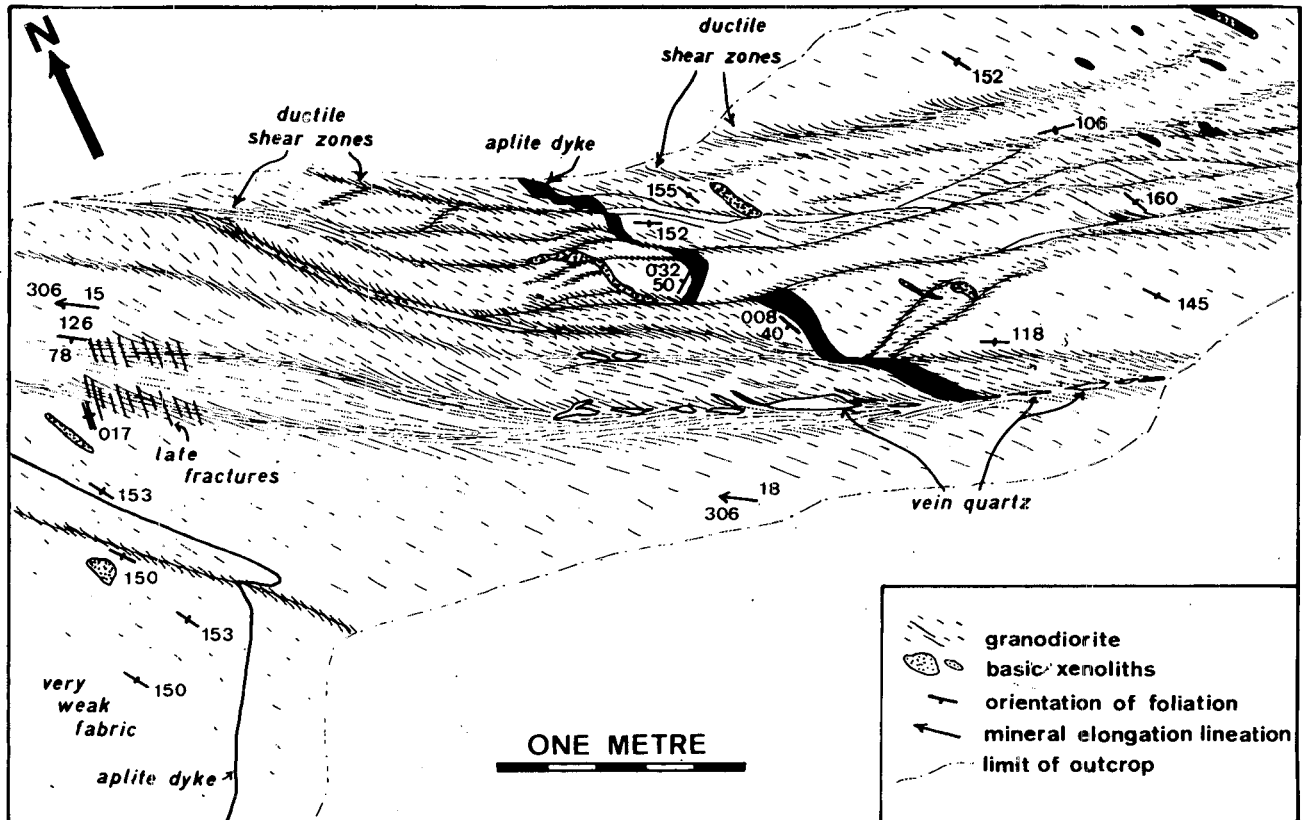 N
ductile
shear zones
ductile
shear zones
aplite dyke
152
106
155
160
152
032
50
306 15
126
78
008
40
145
118
017
late
fractures
153
18
306
vein quartz
150
153
150
very
weak
fabric
aplite dyke
ONE METRE
granodiorite
basic xenoliths
orientation of foliation
mineral elongation lineation
limit of outcrop